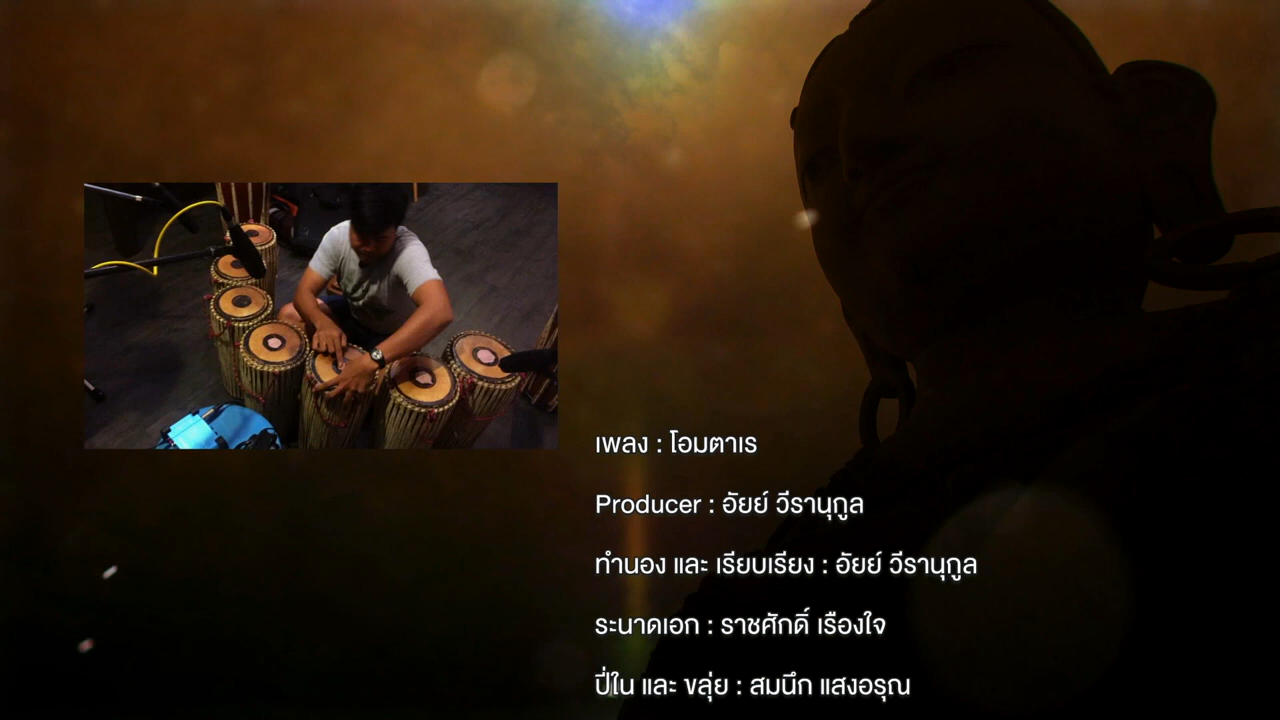 เพลง : โอมตาเร
Producer : อัยย์ วีรานุกูล
ทำนอง และ เรียบเรียง : อัยย์ วีรานุกูล
ระนาดเอก : ราชศักดิ์ เรืองใจ
ปี่ใน และ ขลุ่ย : สมนึก แสงอรุณ